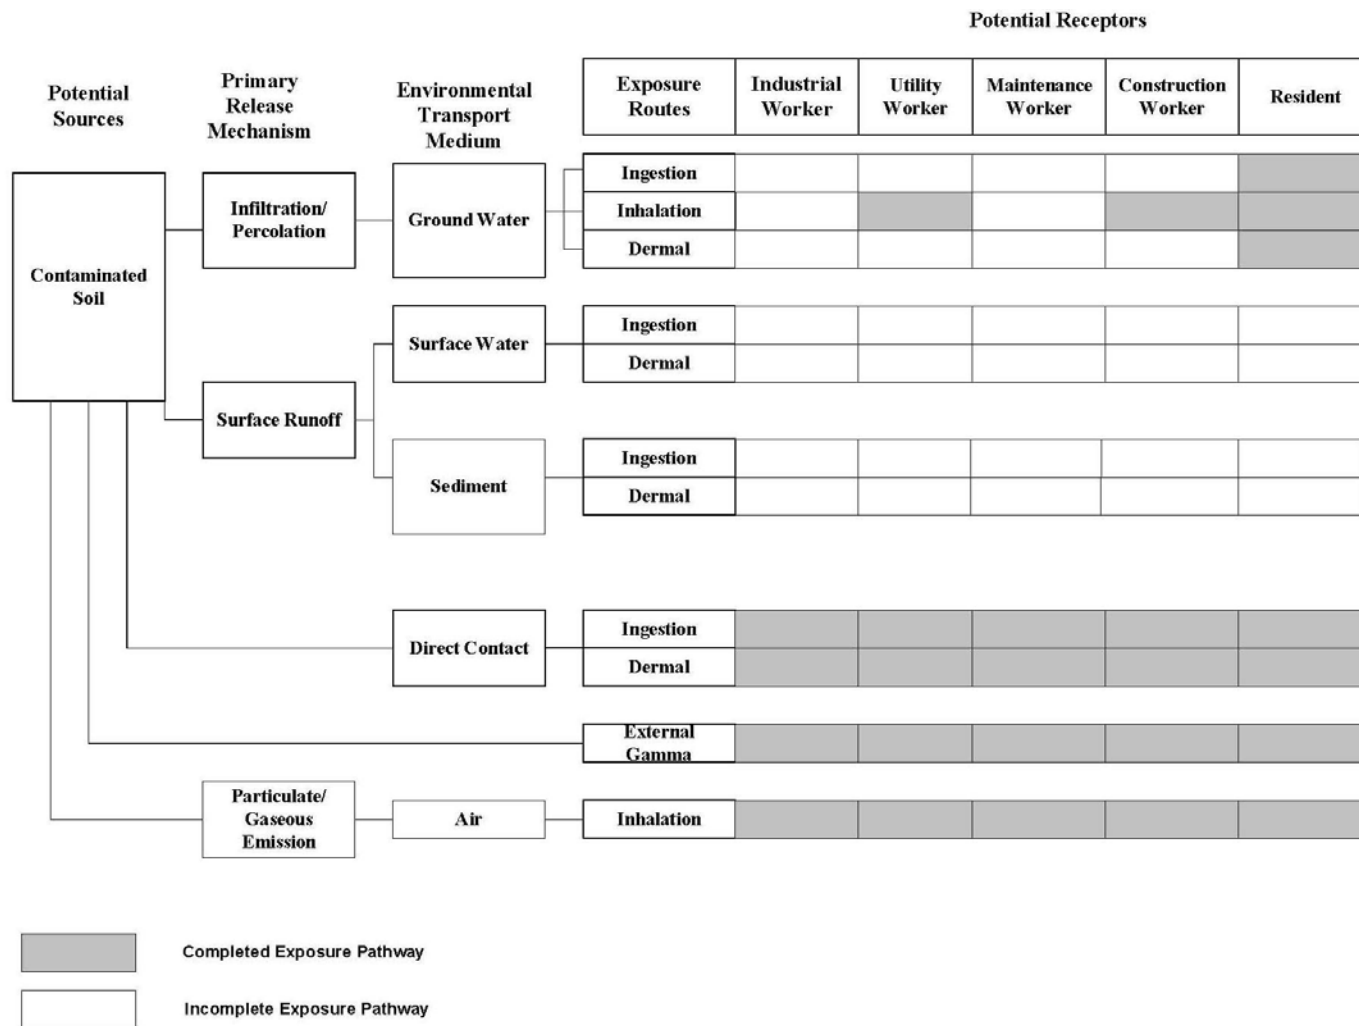 Potential Receptors
Potential
Sources
Primary
Release
Mechanism
Environmental
Transport
Medium
Exposure
Routes
Industrial
Worker
Utility
Worker
Maintenance
Worker
Construction
Worker
Resident
Contaminated
Soil
Infiltration/
Percolation
Ground Water
Ingestion
Inhalation
Dermal
Surface Runoff
Surface Water
Ingestion
Dermal
Sediment
Ingestion
Dermal
Direct Contact
Ingestion
Dermal
External
Gamma
Particulate/
Gaseous
Emission
Air
Inhalation
Completed Exposure Pathway
Incomplete Exposure Pathway